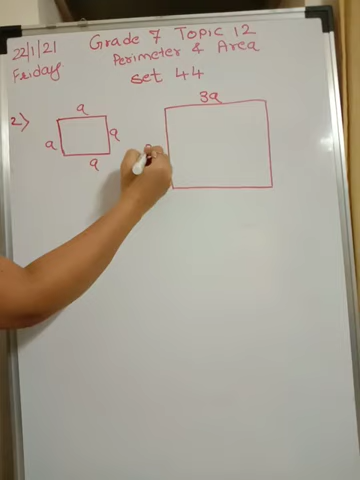 22/1/21
Friday
Grade 7 Topic 12
Perimeter & Area
set 44
2)
a
a
a
a
3a